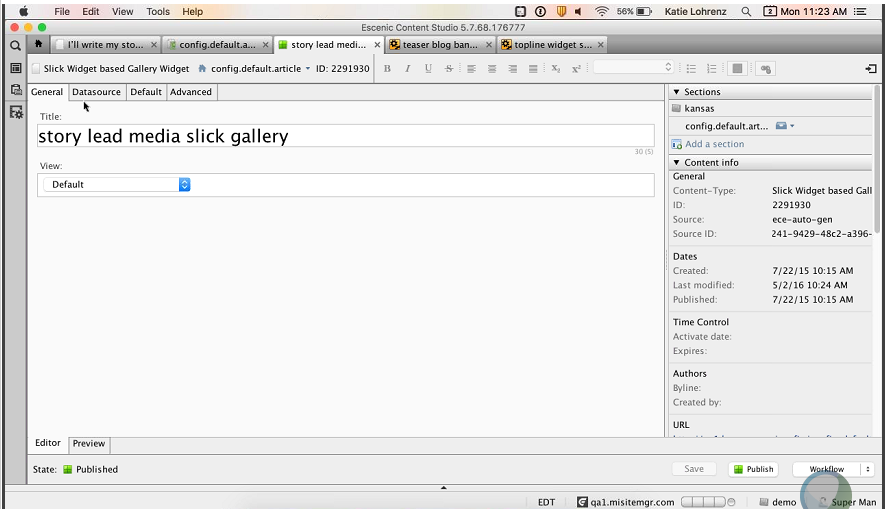 File Edit View Tools Help 56% Katie Lohrenz 2 Mon 11:23 AM
Escenic Content Studio 5.7.68.176777
I'll write my sto... × config.default.a... × story lead medi... × teaser blog ban... × topline widget s... ×
Slick Widget based Gallery Widget config.default.article ID: 2291930 B I U S X₂ X²
General Datasource Default Advanced
Title:
story lead media slick gallery
30 (5)
View:
Default
Editor Preview
Sections
kansas
config.default.art...
Add a section
Content info
General
Content-Type: Slick Widget based Gall
ID: 2291930
Source: ece-auto-gen
Source ID: 241-9429-48c2-a396-
Dates
Created: 7/22/15 10:15 AM
Last modified: 5/2/16 10:24 AM
Published: 7/22/15 10:15 AM
Time Control
Activate date:
Expires:
Authors
Byline:
Created by:
URL
State: Published Save Publish Workflow
EDT qa1.misitemgr.com demo Super Man